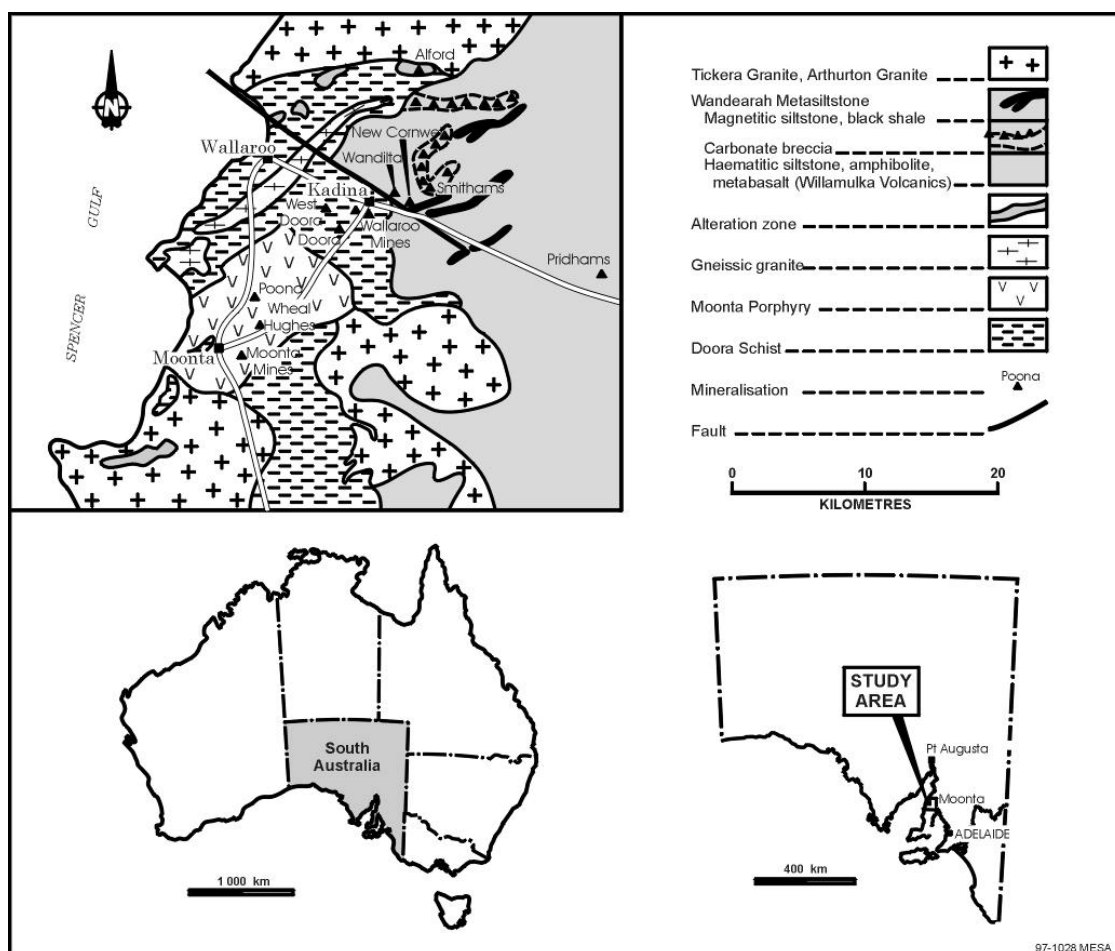 Alford
N
New Cornwell
Wandilta
Wallaroo
Kadina
Smithams
West
Doora
Doora
Wallaroo
Mines
Pridhams
Poona
Wheal
Hughes
Moonta
Moonta
Mines
SPENCER GULF
Tickera Granite, Arthurton Granite
Wandearah Metasiltstone
Magnetitic siltstone, black shale
Carbonate breccia
Haematitic siltstone, amphibolite,
metabasalt (Willamulka Volcanics)
Alteration zone
Gneissic granite
Moonta Porphyry
Doora Schist
Mineralisation
Poona
Fault
0 10 20
KILOMETRES
South
Australia
1 000 km
STUDY
AREA
Pt Augusta
Moonta
ADELAIDE
400 km
97-1028 MESA